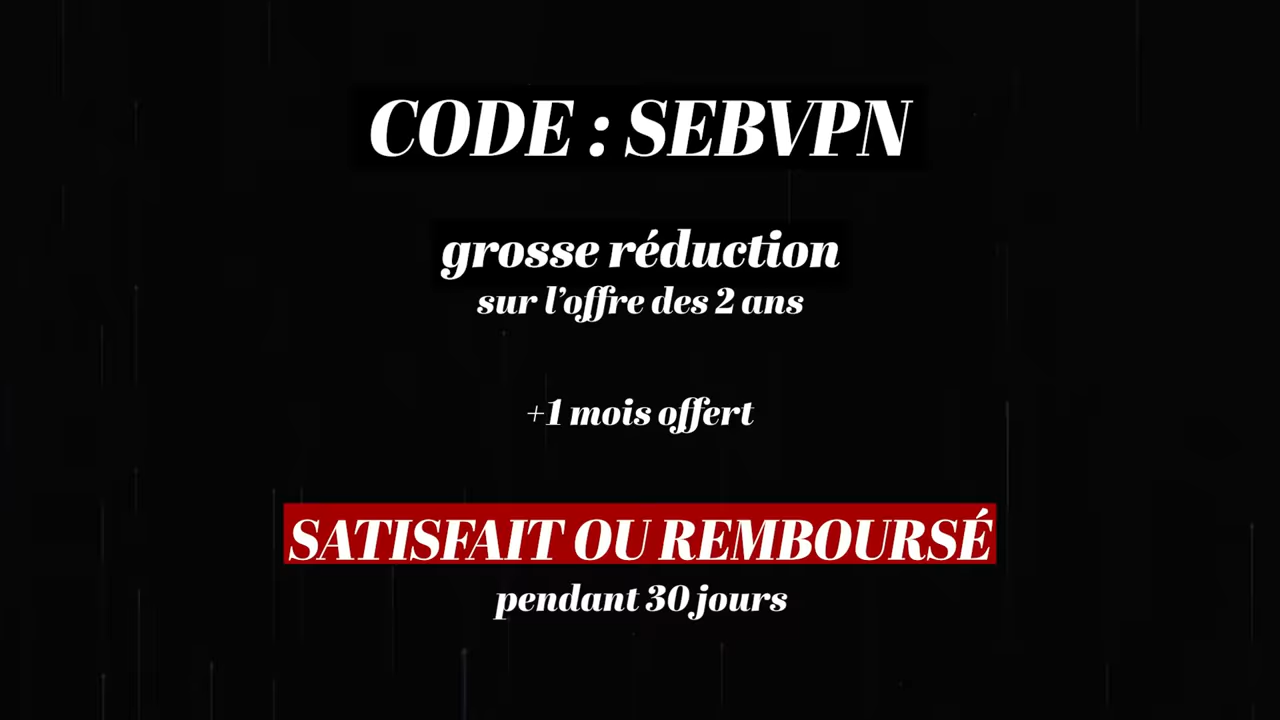 CODE : SEBVPN
grosse réduction
sur l’offre des 2 ans
+1 mois offert
SATISFAIT OU REMBOURSÉ
pendant 30 jours